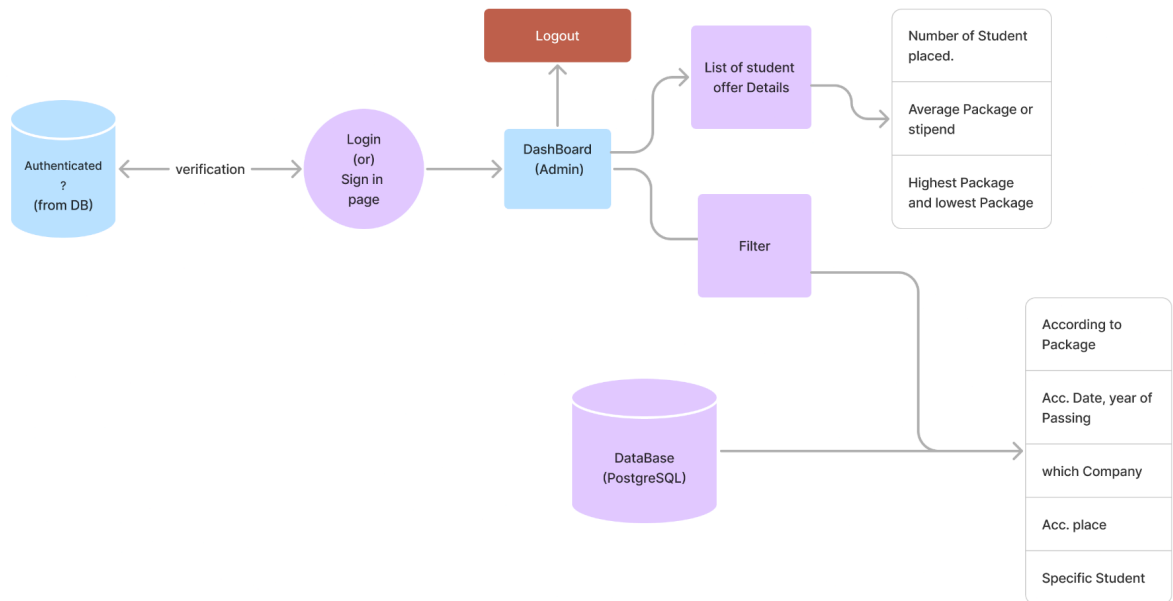 Logout
List of student
offer Details
Number of Student
placed.
Average Package or
stipend
Highest Package
and lowest Package
Authenticated
?
(from DB)
verification
Login
(or)
Sign in
page
DashBoard
(Admin)
Filter
DataBase
(PostgreSQL)
According to
Package
Acc. Date, year of
Passing
which Company
Acc. place
Specific Student